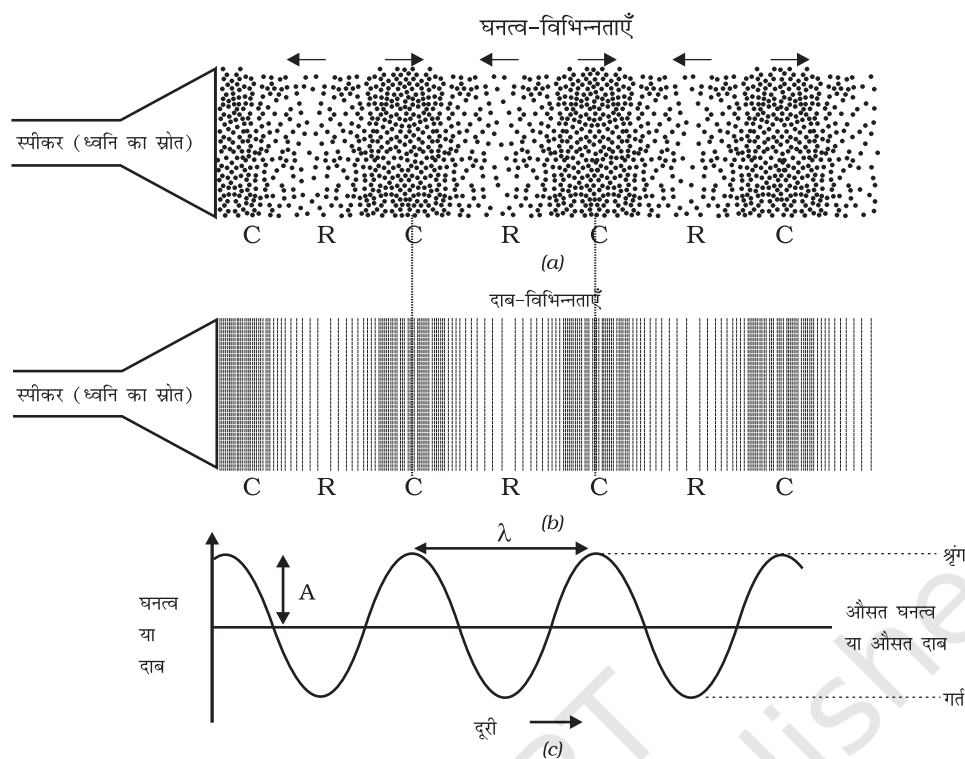 घनत्व-विभिन्नताएँ
स्पीकर (ध्वनि का स्रोत)
C R C R C R C
(a)
दाब-विभिन्नताएँ
स्पीकर (ध्वनि का स्रोत)
C R C R C R C
(b)
λ
श्रृंग
A
घनत्व
या
दाब
औसत घनत्व
या औसत दाब
गर्त
दूरी
(c)